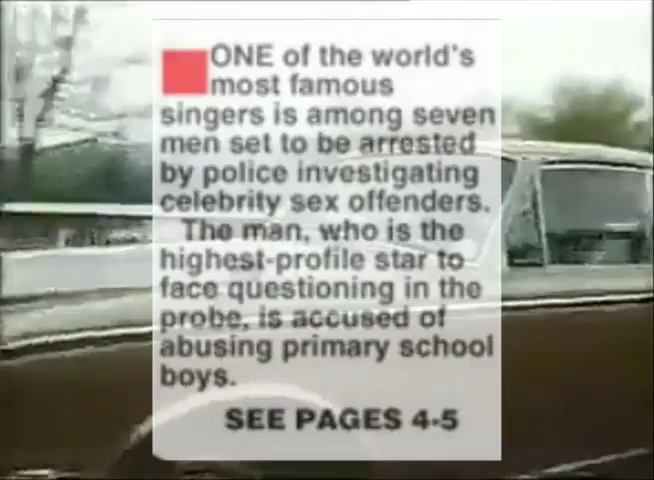 ONE of the world's
most famous
singers is among seven
men set to be arrested
by police investigating
celebrity sex offenders.
The man, who is the
highest-profile star to
face questioning in the
probe, is accused of
abusing primary school
boys.
SEE PAGES 4-5